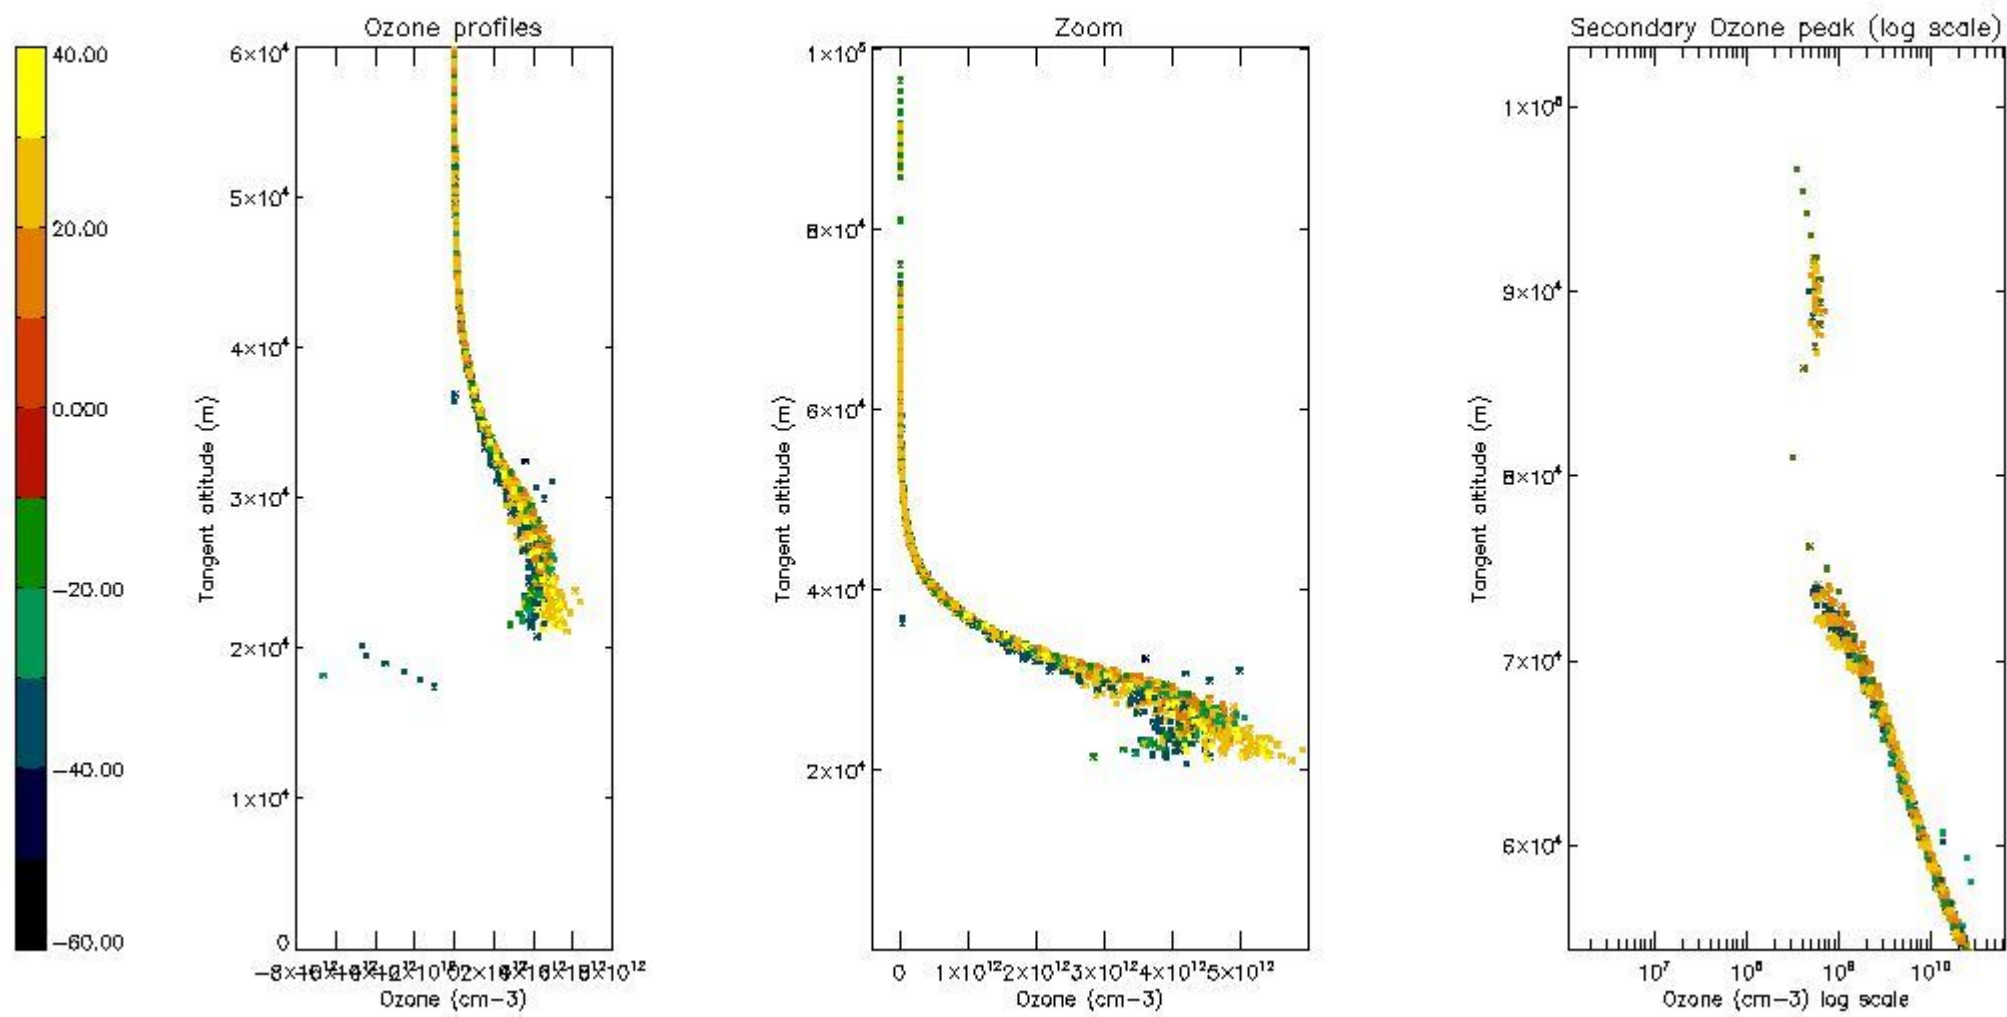 Ozone profiles
Zoom
Secondary Ozone peak (log scale)
40.00
20.00
0.000
−20.00
−40.00
−60.00
6×10⁴
5×10⁴
4×10⁴
3×10⁴
2×10⁴
1×10⁴
0
Tangent altitude (m)
Ozone (cm−3)
1×10⁵
8×10⁴
6×10⁴
4×10⁴
2×10⁴
Tangent altitude (m)
0 1×10¹² 2×10¹² 3×10¹² 4×10¹² 5×10¹²
Ozone (cm−3)
1×10⁵
9×10⁴
8×10⁴
7×10⁴
6×10⁴
Tangent altitude (m)
10⁷ 10⁸ 10⁹ 10¹⁰
Ozone (cm−3) log scale